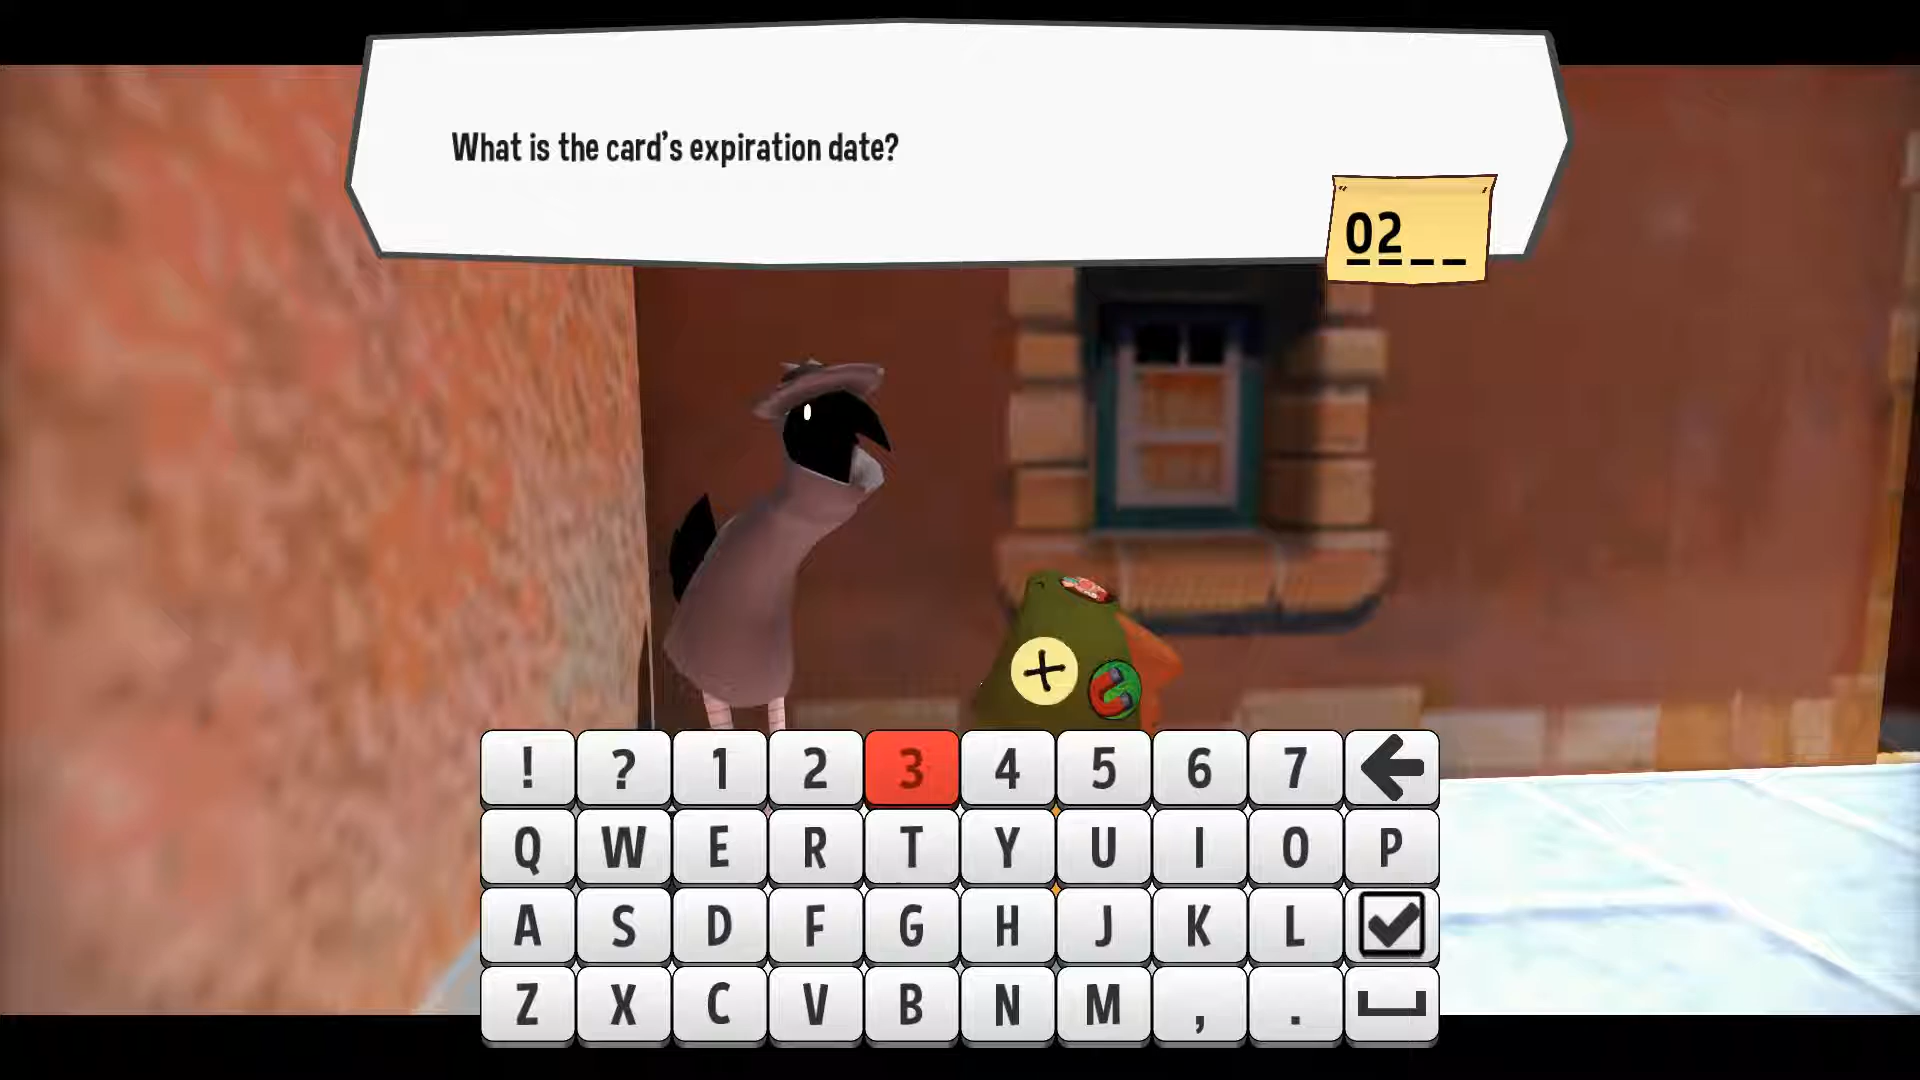 What is the card's expiration date?
02__
! ? 1 2 3 4 5 6 7
Q W E R T Y U I O P
A S D F G H J K L
Z X C V B N M , .